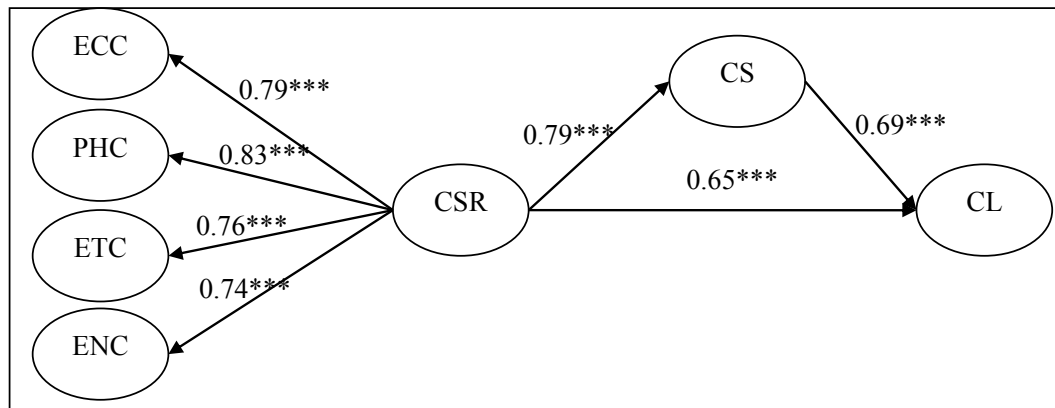 ECC
0.79***
PHC
0.83***
ETC
0.76***
ENC
0.74***
CSR
0.79***
CS
0.69***
0.65***
CL